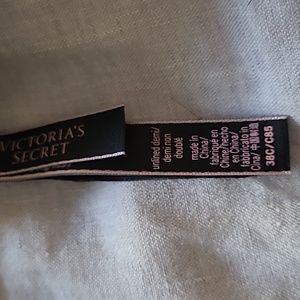 VICTORIA'S
SECRET
unlined demi/
demi non
doublé
made in
China/
fabriqué en
Chine/hecho
en China/
fabbricato in
Cina/ 中国制造
38C/C85